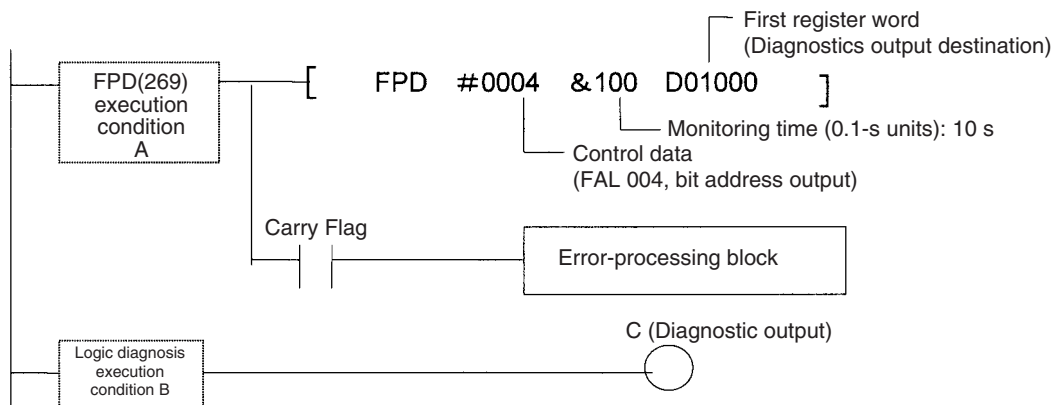 First register word
(Diagnostics output destination)
FPD(269)
execution
condition
A
[ FPD #0004 &100 D01000 ]
Monitoring time (0.1-s units): 10 s
Control data
(FAL 004, bit address output)
Carry Flag
Error-processing block
C (Diagnostic output)
Logic diagnosis
execution
condition B